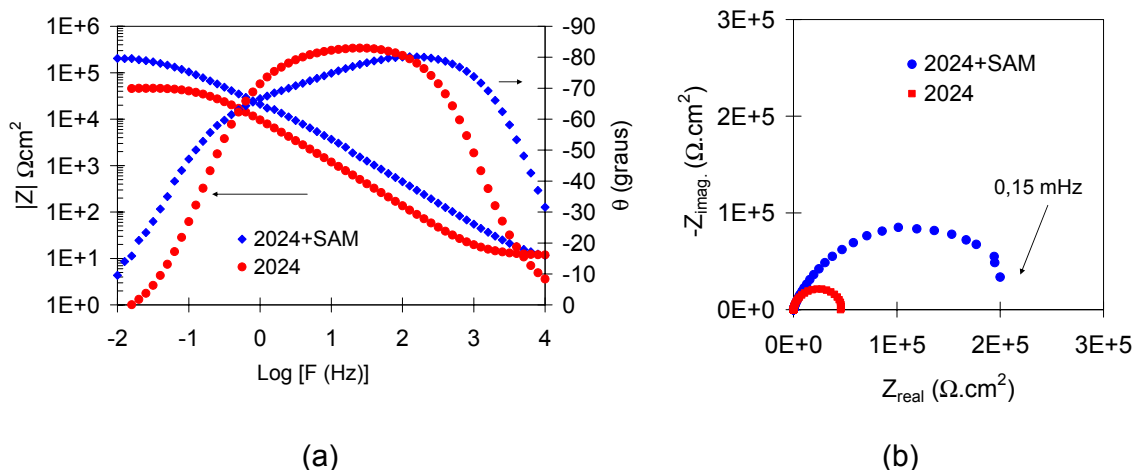 1E+6
1E+5
1E+4
1E+3
1E+2
1E+1
1E+0
|Z| Ωcm²
-90
-80
-70
-60
-50
-40
-30
-20
-10
0
θ (graus)
2024+SAM
2024
-2 -1 0 1 2 3 4
Log [F (Hz)]
(a)
-3E+5
-2E+5
-1E+5
0E+0
-Zimag. (Ω.cm²)
2024+SAM
2024
0,15 mHz
0E+0 1E+5 2E+5 3E+5
Zreal (Ω.cm²)
(b)